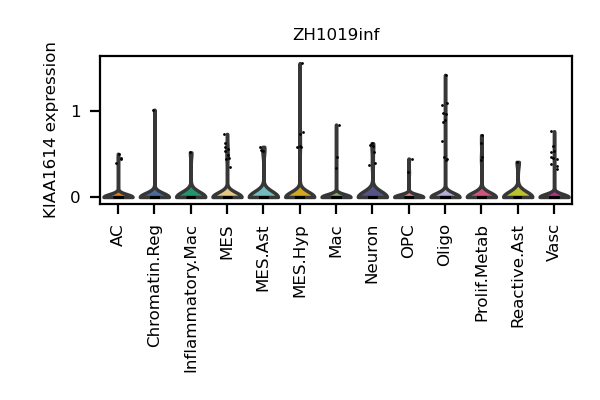 ZH1019inf
KIAA1614 expression
1
0
AC
Chromatin.Reg
Inflammatory.Mac
MES
MES.Ast
MES.Hyp
Mac
Neuron
OPC
Oligo
Prolif.Metab
Reactive.Ast
Vasc